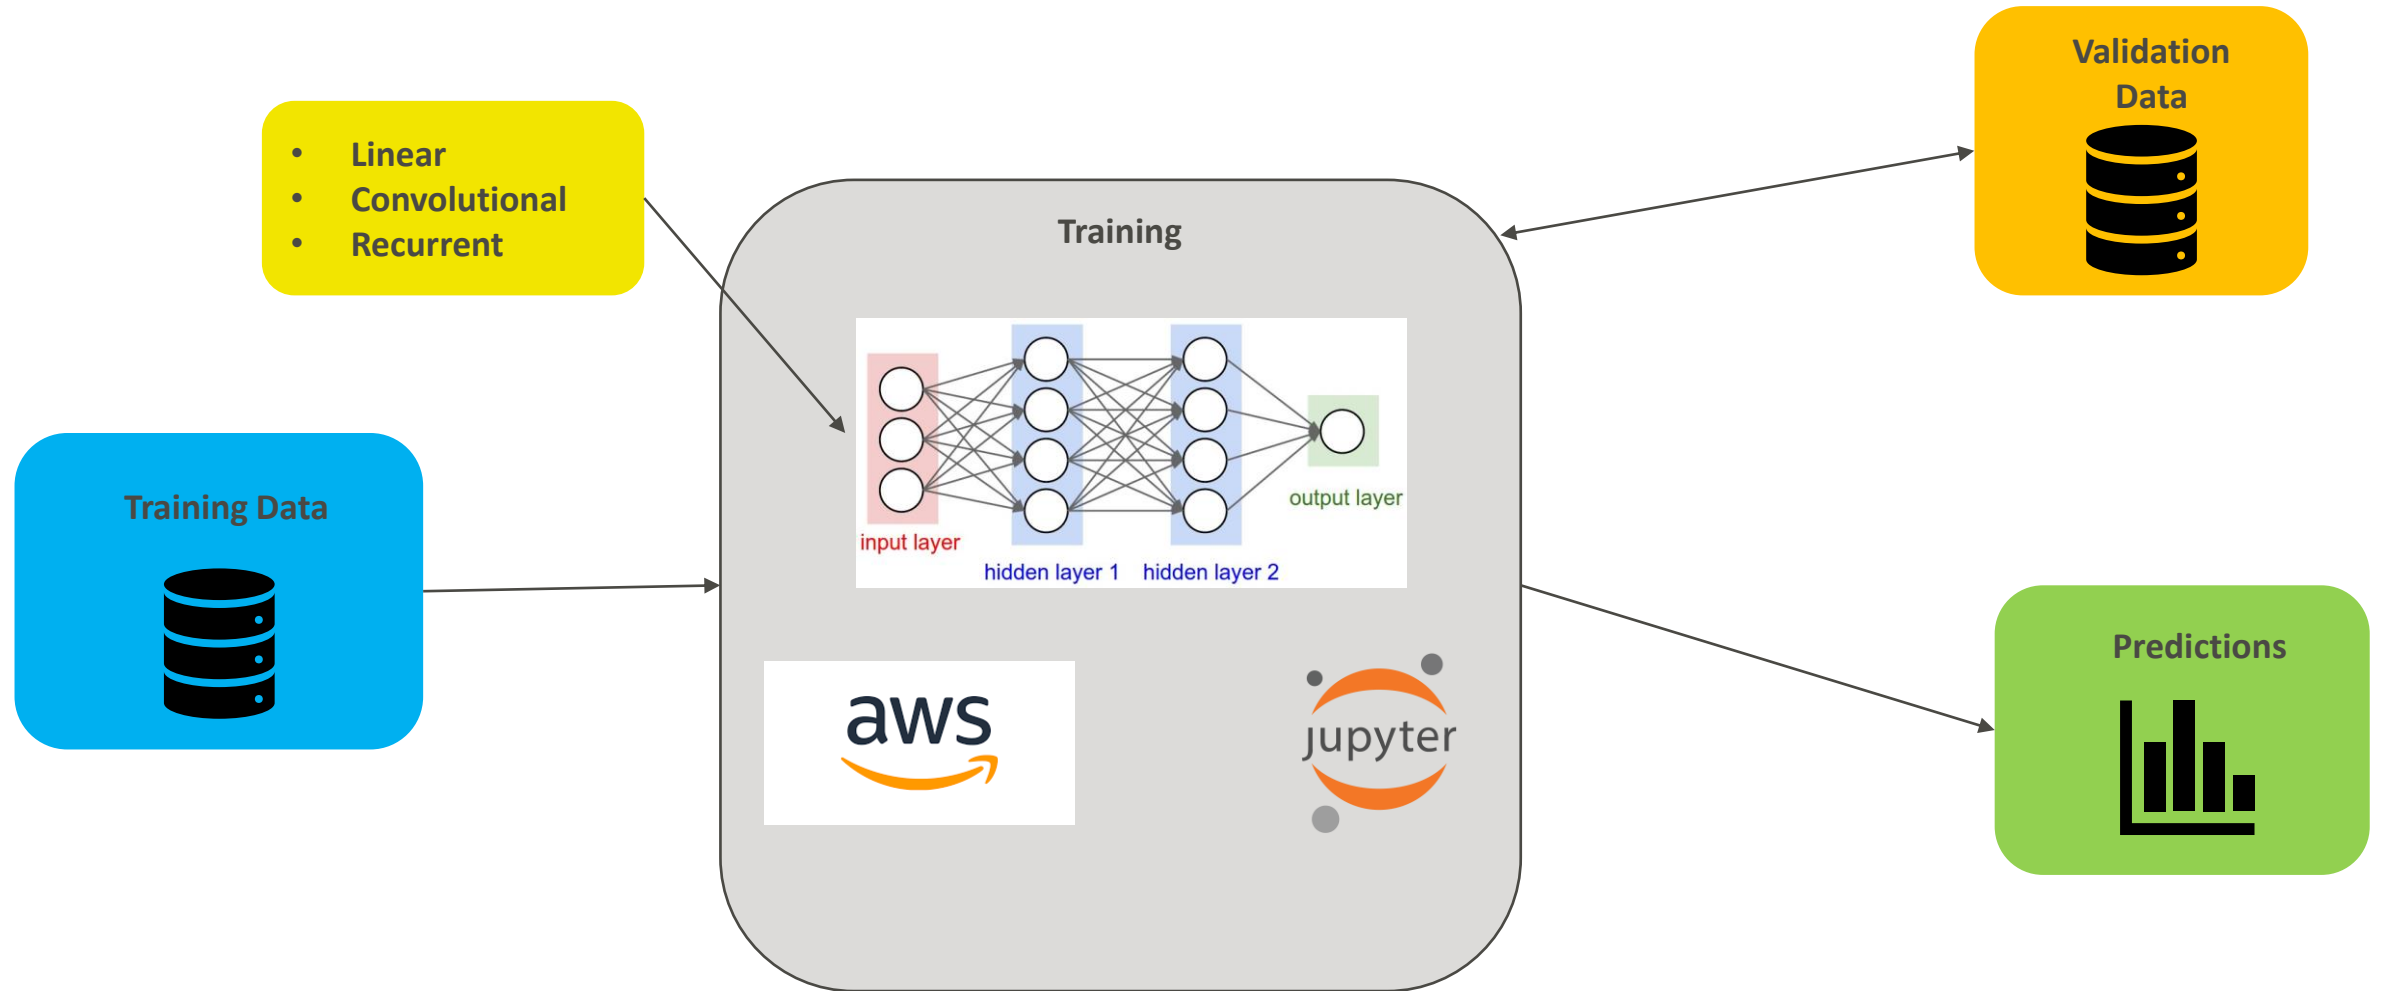 Validation
Data
• Linear
• Convolutional
• Recurrent
Training
input layer
hidden layer 1
hidden layer 2
output layer
Training Data
aws
jupyter
Predictions